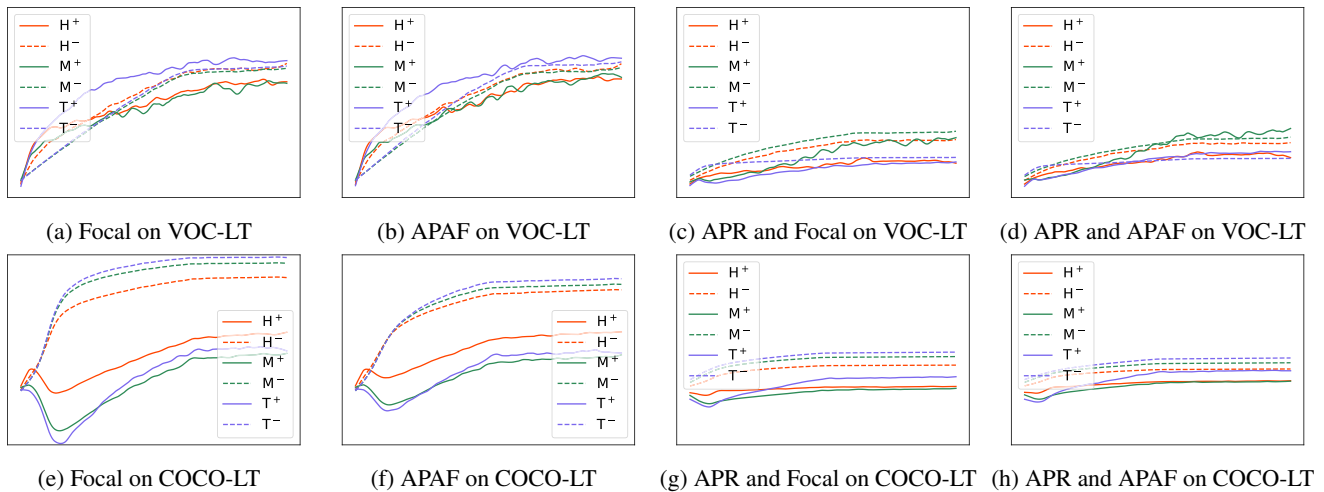 H+
H−
M+
M−
T+
T−
(a) Focal on VOC-LT
H+
H−
M+
M−
T+
T−
(b) APAF on VOC-LT
H+
H−
M+
M−
T+
T−
(c) APR and Focal on VOC-LT
H+
H−
M+
M−
T+
T−
(d) APR and APAF on VOC-LT
H+
H−
M+
M−
T+
T−
(e) Focal on COCO-LT
H+
H−
M+
M−
T+
T−
(f) APAF on COCO-LT
H+
H−
M+
M−
T+
T−
(g) APR and Focal on COCO-LT
H+
H−
M+
M−
T+
T−
(h) APR and APAF on COCO-LT